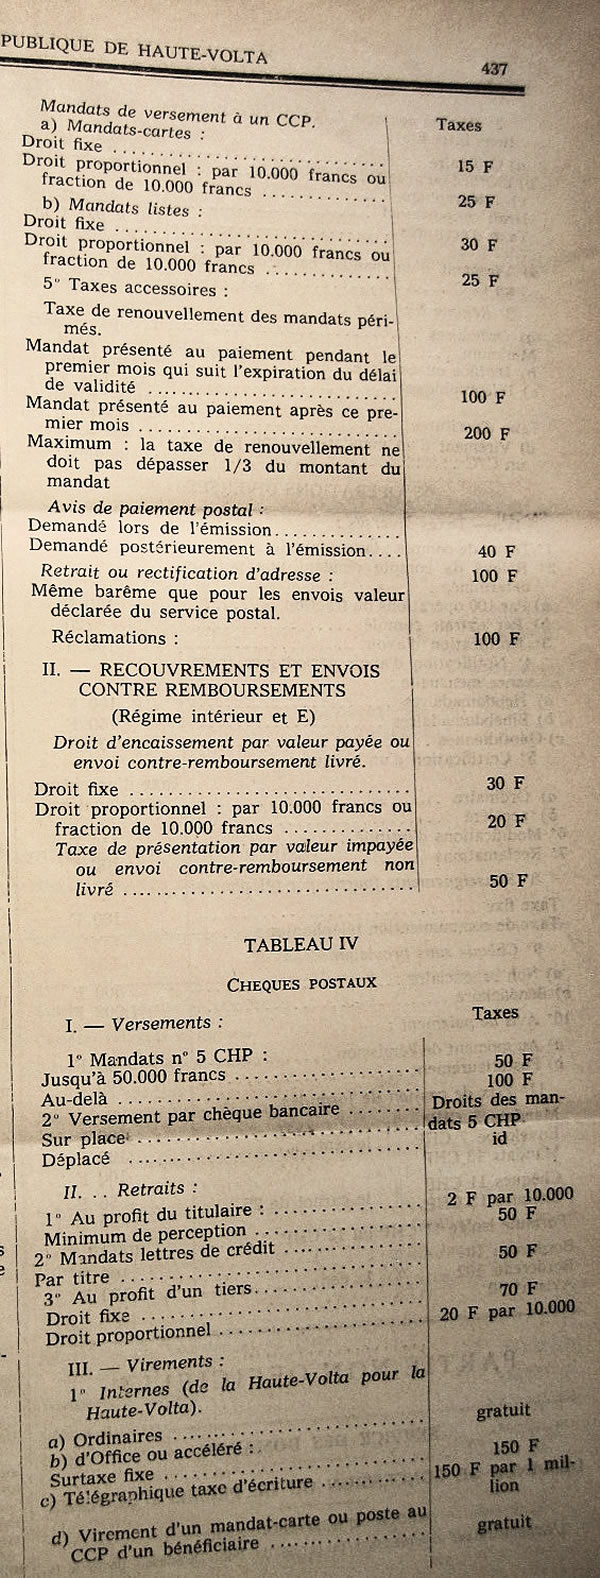 PUBLIQUE DE HAUTE-VOLTA
437
Mandats de versement à un CCP.
Taxes
a) Mandats-cartes :
Droit fixe .......... 15 F
Droit proportionnel : par 10.000 francs ou
fraction de 10.000 francs .......... 25 F
b) Mandats listes :
Droit fixe .......... 30 F
Droit proportionnel : par 10.000 francs ou
fraction de 10.000 francs .......... 25 F
5° Taxes accessoires :
Taxe de renouvellement des mandats péri-
més.
Mandat présenté au paiement pendant le
premier mois qui suit l'expiration du délai
de validité .......... 100 F
Mandat présenté au paiement après ce pre-
mier mois .......... 200 F
Maximum : la taxe de renouvellement ne
doit pas dépasser 1/3 du montant du
mandat
Avis de paiement postal :
Demandé lors de l'émission..........
Demandé postérieurement à l'émission.... 40 F
Retrait ou rectification d'adresse : 100 F
Même barême que pour les envois valeur
déclarée du service postal.
Réclamations : 100 F
II. — RECOUVREMENTS ET ENVOIS
CONTRE REMBOURSEMENTS
(Régime intérieur et E)
Droit d'encaissement par valeur payée ou
envoi contre-remboursement livré.
Droit fixe .......... 30 F
Droit proportionnel : par 10.000 francs ou
fraction de 10.000 francs .......... 20 F
Taxe de présentation par valeur impayée
ou envoi contre-remboursement non
livré .......... 50 F
TABLEAU IV
CHEQUES POSTAUX
Taxes
I. — Versements :
1° Mandats n° 5 CHP :
Jusqu'à 50.000 francs .......... 50 F
Au-delà .......... 100 F
2° Versement par chèque bancaire ....... Droits des man-
Sur place .......... dats 5 CHP
Déplacé .......... id
II. .. Retraits :
1° Au profit du titulaire : .......... 2 F par 10.000
Minimum de perception .......... 50 F
2° Mandats lettres de crédit ..........
Par titre .......... 50 F
3° Au profit d'un tiers..........
Droit fixe .......... 70 F
Droit proportionnel .......... 20 F par 10.000
III. — Virements :
1° Internes (de la Haute-Volta pour la
Haute-Volta).
a) Ordinaires .......... gratuit
b) d'Office ou accéléré :
Surtaxe fixe .......... 150 F
c) Télégraphique taxe d'écriture .......... 150 F par 1 mil-
lion
d) Virement d'un mandat-carte ou poste au
CCP d'un bénéficiaire .......... gratuit